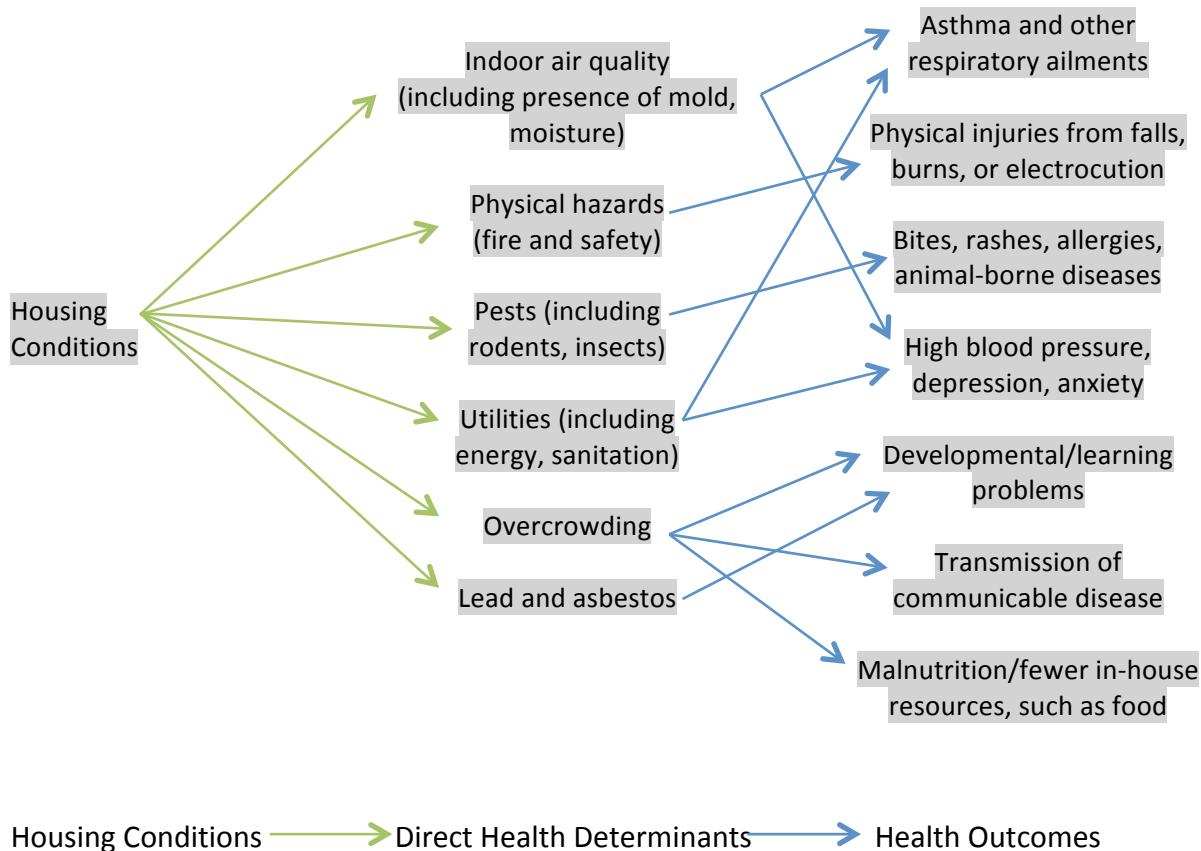 Housing
Conditions
Indoor air quality
(including presence of mold,
moisture)
Physical hazards
(fire and safety)
Pests (including
rodents, insects)
Utilities (including
energy, sanitation)
Overcrowding
Lead and asbestos
Asthma and other
respiratory ailments
Physical injuries from falls,
burns, or electrocution
Bites, rashes, allergies,
animal-borne diseases
High blood pressure,
depression, anxiety
Developmental/learning
problems
Transmission of
communicable disease
Malnutrition/fewer in-house
resources, such as food
Housing Conditions Direct Health Determinants Health Outcomes